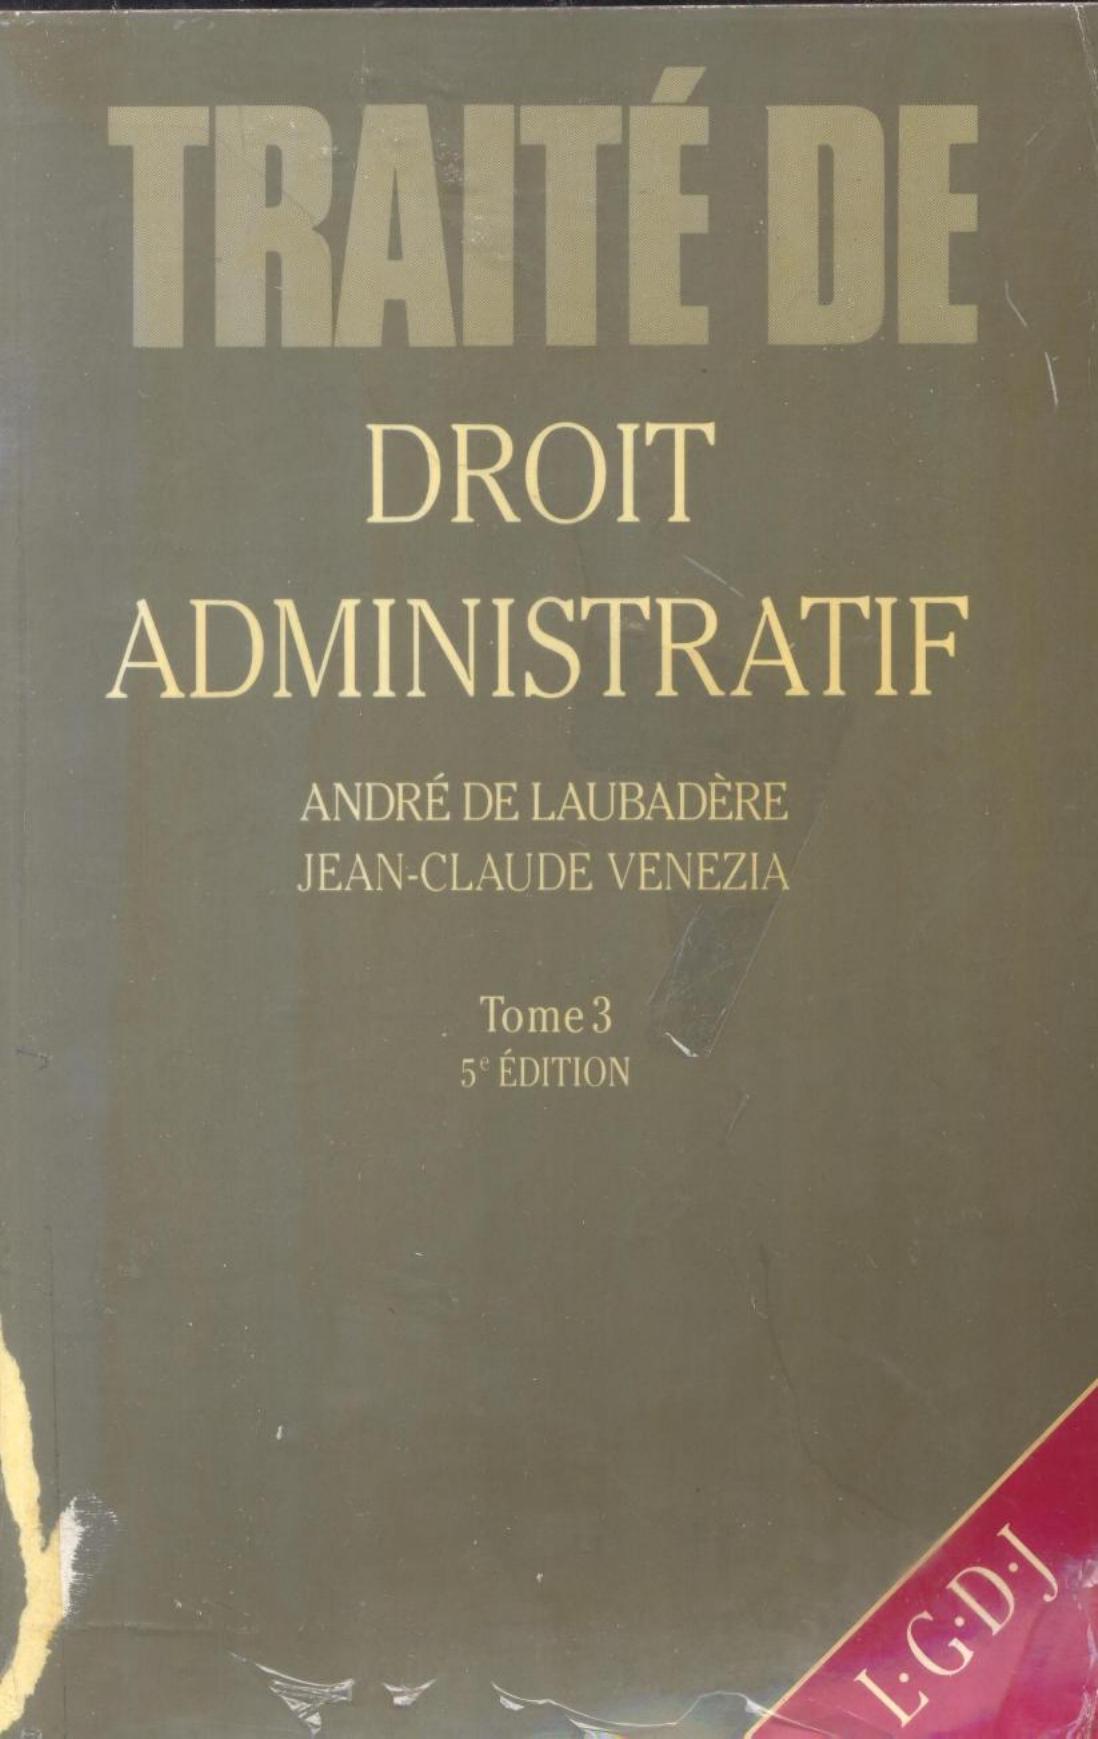 TRAITÉ DE
DROIT
ADMINISTRATIF
ANDRÉ DE LAUBADÈRE
JEAN-CLAUDE VENEZIA
Tome 3
5e ÉDITION
L·G·D·J